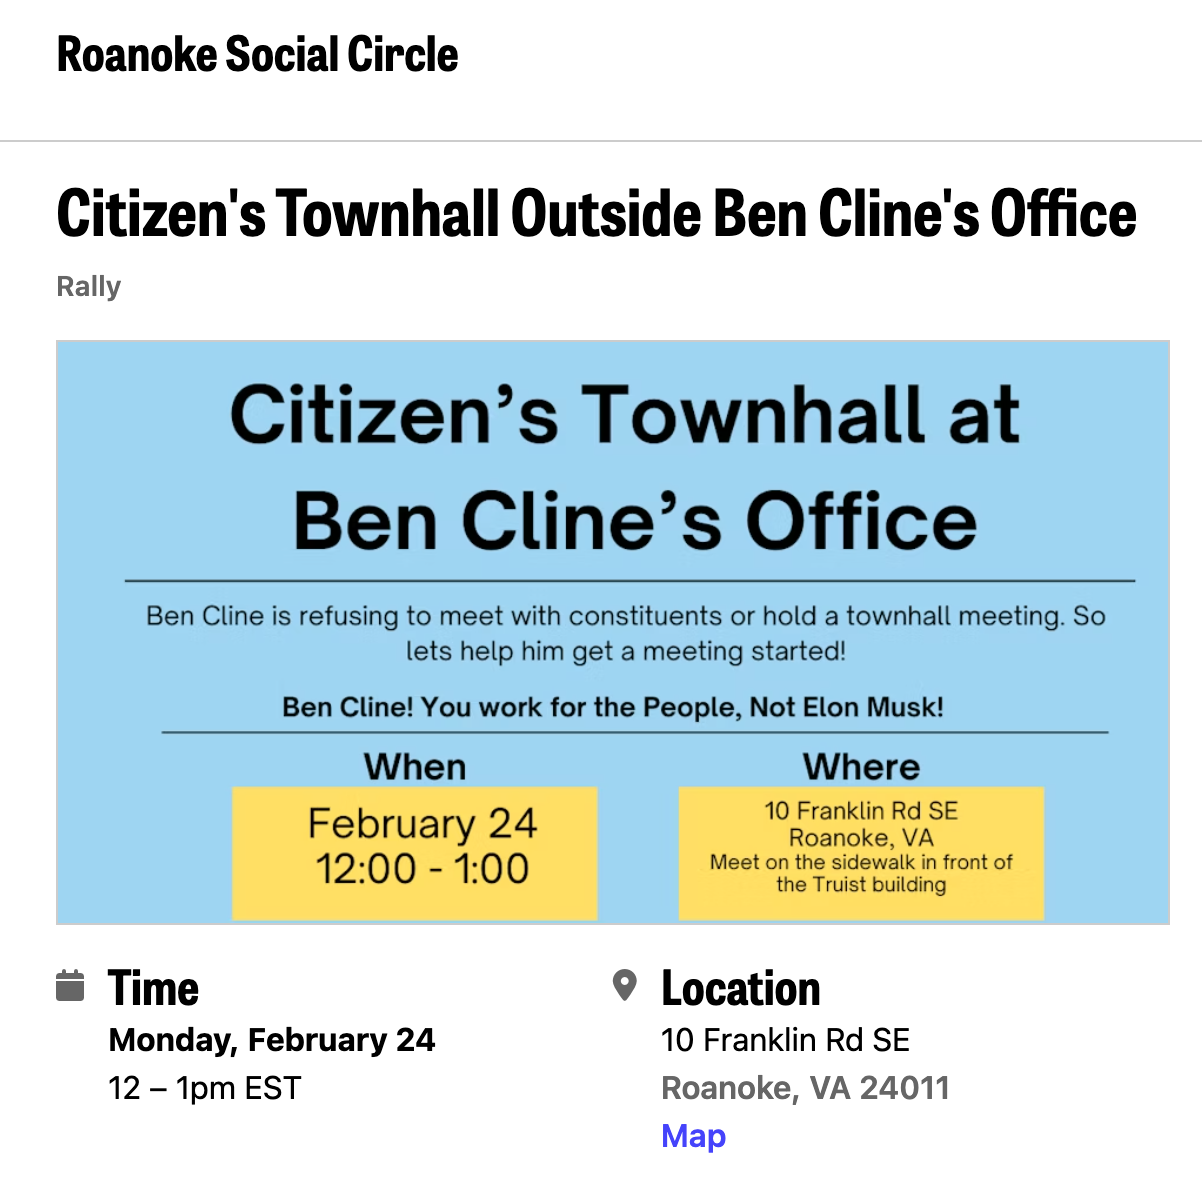 Roanoke Social Circle
Citizen's Townhall Outside Ben Cline's Office
Rally
Citizen’s Townhall at
Ben Cline’s Office
Ben Cline is refusing to meet with constituents or hold a townhall meeting. So
lets help him get a meeting started!
Ben Cline! You work for the People, Not Elon Musk!
When
February 24
12:00 - 1:00
Where
10 Franklin Rd SE
Roanoke, VA
Meet on the sidewalk in front of
the Truist building
Time
Monday, February 24
12 – 1pm EST
Location
10 Franklin Rd SE
Roanoke, VA 24011
Map